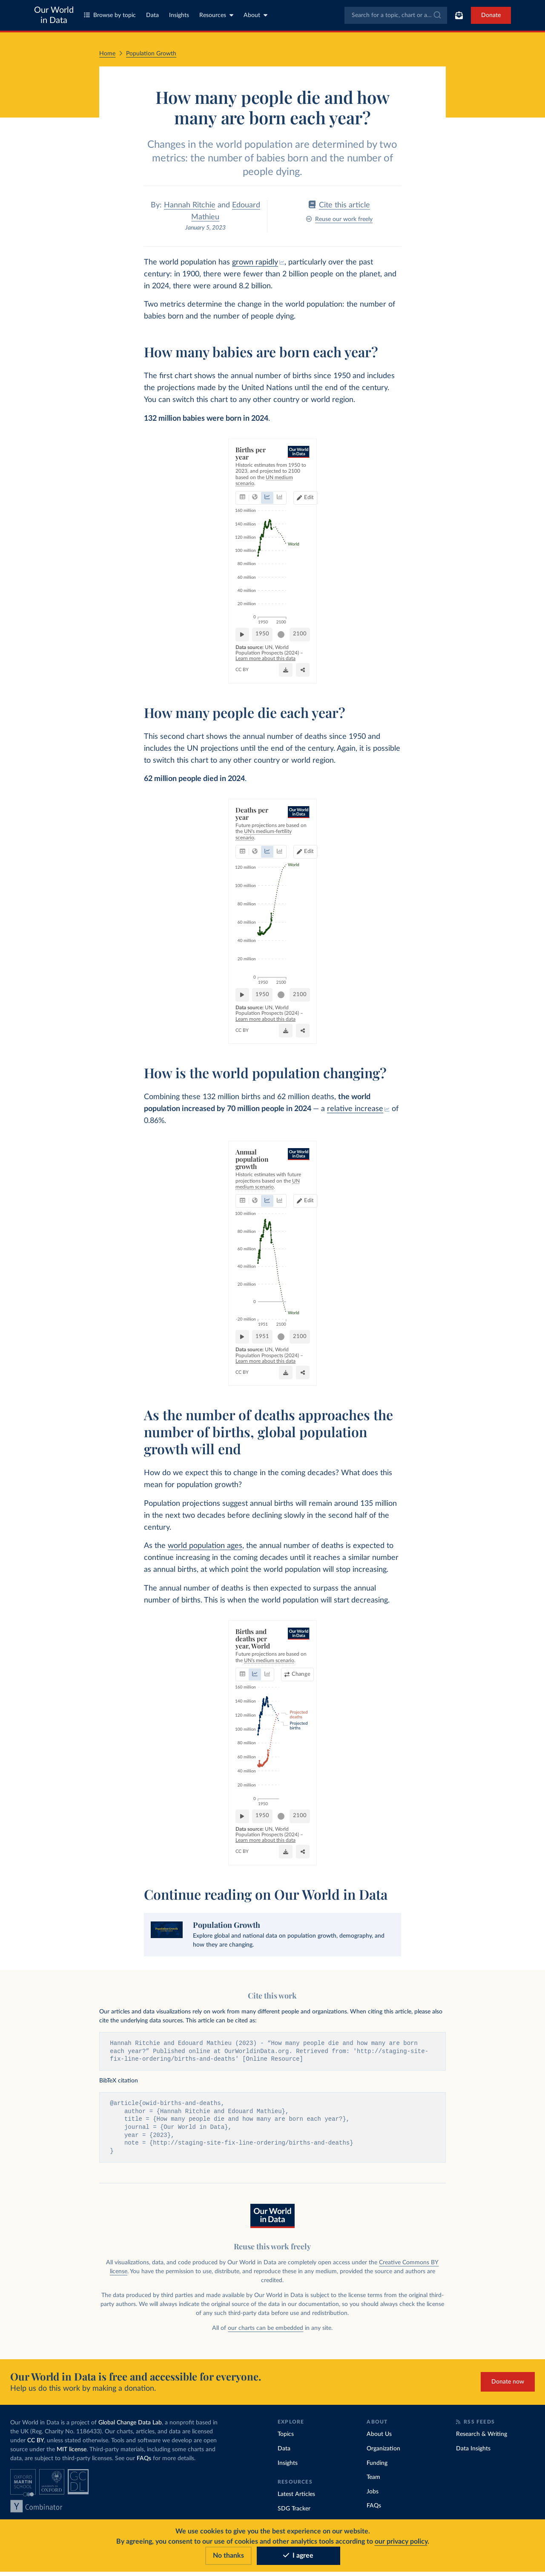 Our World
in Data
Browse by topic
Data
Insights
Resources
About
Search for a topic, chart or a...
Donate
Home
Population Growth
How many people die and how
many are born each year?
Changes in the world population are determined by two
metrics: the number of babies born and the number of
people dying.
By: Hannah Ritchie and Edouard
Mathieu
January 5, 2023
Cite this article
Reuse our work freely
The world population has grown rapidly, particularly over the past
century: in 1900, there were fewer than 2 billion people on the planet, and
in 2024, there were around 8.2 billion.
Two metrics determine the change in the world population: the number of
babies born and the number of people dying.
How many babies are born each year?
The first chart shows the annual number of births since 1950 and includes
the projections made by the United Nations until the end of the century.
You can switch this chart to any other country or world region.
132 million babies were born in 2024.
Births per
year
Our World
in Data
Historic estimates from 1950 to
2023, and projected to 2100
based on the UN medium
scenario.
Edit
160 million
140 million
120 million
100 million
80 million
60 million
40 million
20 million
0
World
1950
2100
1950
2100
Data source: UN, World
Population Prospects (2024) –
Learn more about this data
CC BY
How many people die each year?
This second chart shows the annual number of deaths since 1950 and
includes the UN projections until the end of the century. Again, it is possible
to switch this chart to any other country or world region.
62 million people died in 2024.
Deaths per
year
Our World
in Data
Future projections are based on
the UN's medium-fertility
scenario.
Edit
120 million
100 million
80 million
60 million
40 million
20 million
0
World
1950
2100
1950
2100
Data source: UN, World
Population Prospects (2024) –
Learn more about this data
CC BY
How is the world population changing?
Combining these 132 million births and 62 million deaths, the world
population increased by 70 million people in 2024 — a relative increase of
0.86%.
Annual
population
growth
Our World
in Data
Historic estimates with future
projections based on the UN
medium scenario.
Edit
100 million
80 million
60 million
40 million
20 million
0
-20 million
World
1951
2100
1951
2100
Data source: UN, World
Population Prospects (2024) –
Learn more about this data
CC BY
As the number of deaths approaches the
number of births, global population
growth will end
How do we expect this to change in the coming decades? What does this
mean for population growth?
Population projections suggest annual births will remain around 135 million
in the next two decades before declining slowly in the second half of the
century.
As the world population ages, the annual number of deaths is expected to
continue increasing in the coming decades until it reaches a similar number
as annual births, at which point the world population will stop increasing.
The annual number of deaths is then expected to surpass the annual
number of births. This is when the world population will start decreasing.
Births and
deaths per
year, World
Our World
in Data
Future projections are based on
the UN's medium scenario.
Change
160 million
140 million
120 million
100 million
80 million
60 million
40 million
20 million
0
Projected
deaths
Projected
births
1950
1950
2100
Data source: UN, World
Population Prospects (2024) –
Learn more about this data
CC BY
Continue reading on Our World in Data
Population Growth
Explore global and national data on population growth, demography, and
how they are changing.
Cite this work
Our articles and data visualizations rely on work from many different people and organizations. When citing this article, please also
cite the underlying data sources. This article can be cited as:
Hannah Ritchie and Edouard Mathieu (2023) - “How many people die and how many are born
each year?” Published online at OurWorldinData.org. Retrieved from: 'http://staging-site-
fix-line-ordering/births-and-deaths' [Online Resource]
BibTeX citation
@article{owid-births-and-deaths,
author = {Hannah Ritchie and Edouard Mathieu},
title = {How many people die and how many are born each year?},
journal = {Our World in Data},
year = {2023},
note = {http://staging-site-fix-line-ordering/births-and-deaths}
}
Our World
in Data
Reuse this work freely
All visualizations, data, and code produced by Our World in Data are completely open access under the Creative Commons BY
license. You have the permission to use, distribute, and reproduce these in any medium, provided the source and authors are
credited.
The data produced by third parties and made available by Our World in Data is subject to the license terms from the original third-
party authors. We will always indicate the original source of the data in our documentation, so you should always check the license
of any such third-party data before use and redistribution.
All of our charts can be embedded in any site.
Our World in Data is free and accessible for everyone.
Help us do this work by making a donation.
Donate now
Our World in Data is a project of Global Change Data Lab, a nonprofit based in
the UK (Reg. Charity No. 1186433). Our charts, articles, and data are licensed
under CC BY, unless stated otherwise. Tools and software we develop are open
source under the MIT license. Third-party materials, including some charts and
data, are subject to third-party licenses. See our FAQs for more details.
OXFORD
MARTIN
SCHOOL
UNIVERSITY OF
OXFORD
GC
DL
Y Combinator
EXPLORE
Topics
Data
Insights
RESOURCES
Latest Articles
SDG Tracker
ABOUT
About Us
Organization
Funding
Team
Jobs
FAQs
RSS FEEDS
Research & Writing
Data Insights
We use cookies to give you the best experience on our website.
By agreeing, you consent to our use of cookies and other analytics tools according to our privacy policy.
No thanks
I agree